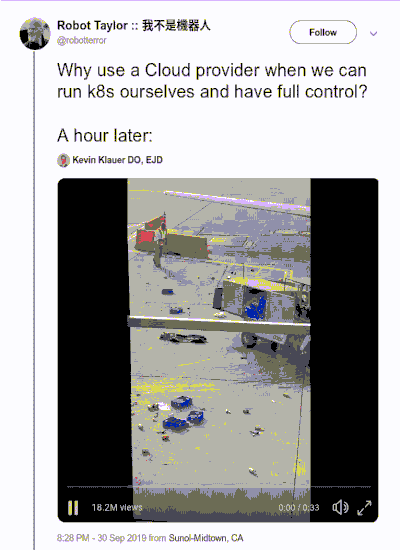 Robot Taylor :: 我不是機器人
@robotterror
Follow
Why use a Cloud provider when we can
run k8s ourselves and have full control?
A hour later:
Kevin Klauer DO, EJD
18.2M views
0:00 / 0:33
8:28 PM - 30 Sep 2019 from Sunol-Midtown, CA